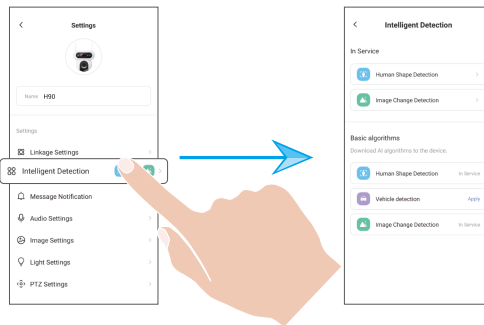 Settings
Name H90
Settings
Linkage Settings
Intelligent Detection
Message Notification
Audio Settings
Image Settings
Light Settings
PTZ Settings
Intelligent Detection
In Service
Human Shape Detection
Image Change Detection
Basic algorithms
Download AI algorithms to the device.
Human Shape Detection In Service
Vehicle detection Apply
Image Change Detection In Service